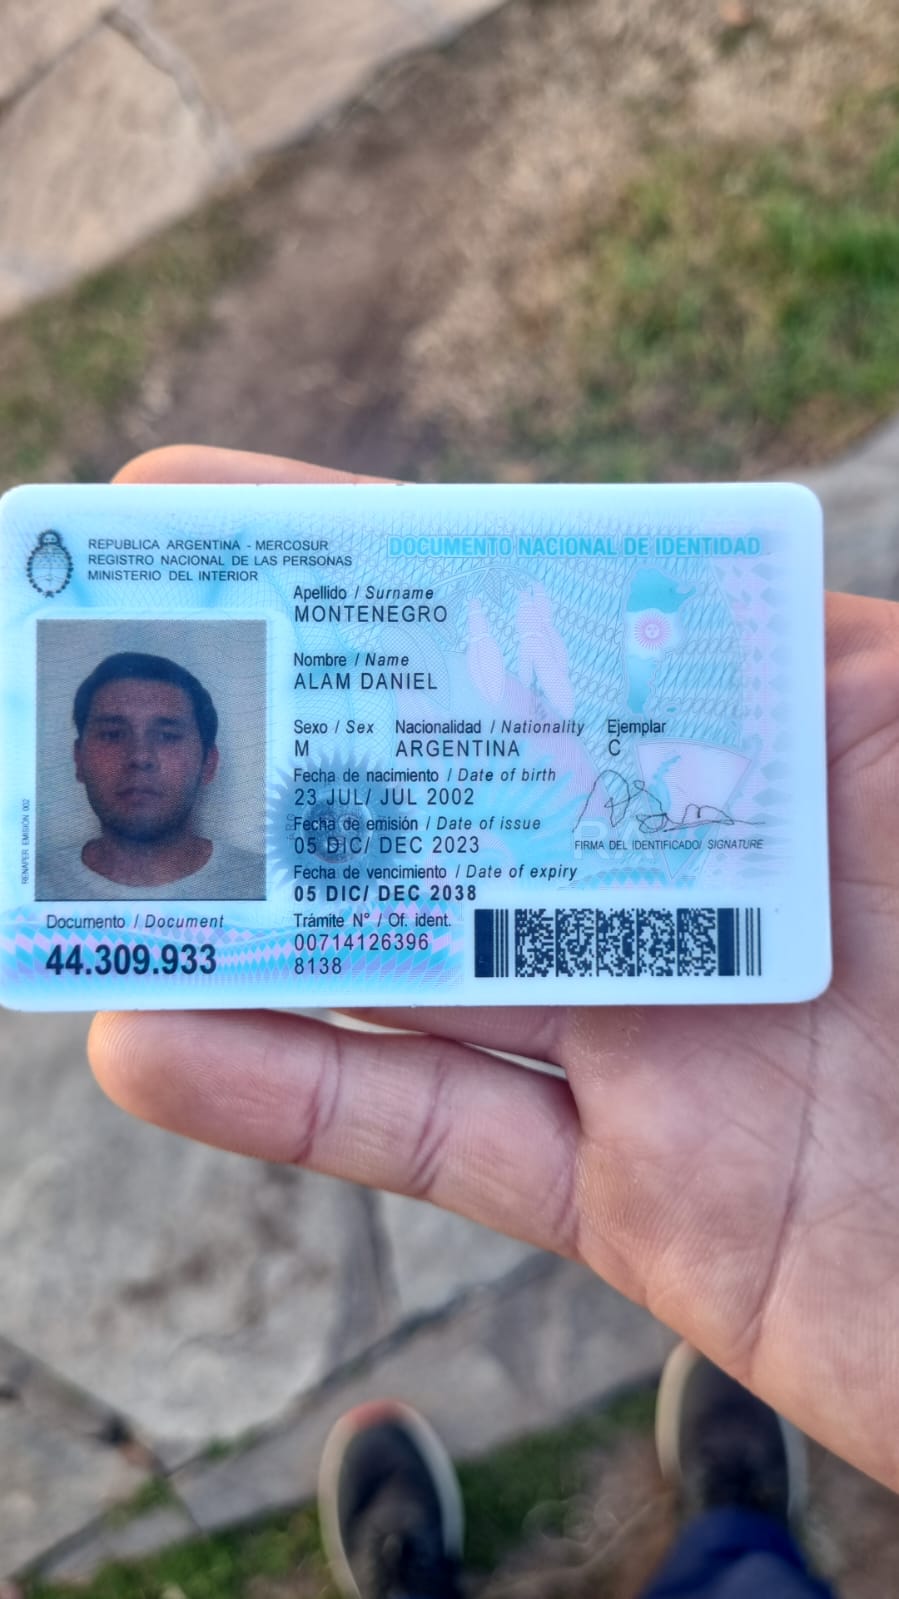 REPUBLICA ARGENTINA - MERCOSUR
REGISTRO NACIONAL DE LAS PERSONAS
MINISTERIO DEL INTERIOR
DOCUMENTO NACIONAL DE IDENTIDAD
Apellido / Surname
MONTENEGRO
Nombre / Name
ALAM DANIEL
Sexo / Sex Nacionalidad / Nationality Ejemplar
M ARGENTINA C
Fecha de nacimiento / Date of birth
23 JUL/ JUL 2002
Fecha de emisión / Date of issue
05 DIC/ DEC 2023
FIRMA DEL IDENTIFICADO/ SIGNATURE
Fecha de vencimiento / Date of expiry
05 DIC/ DEC 2038
RENAPER EMISIÓN 002
Documento / Document
44.309.933
Trámite N° / Of. ident.
00714126396
8138